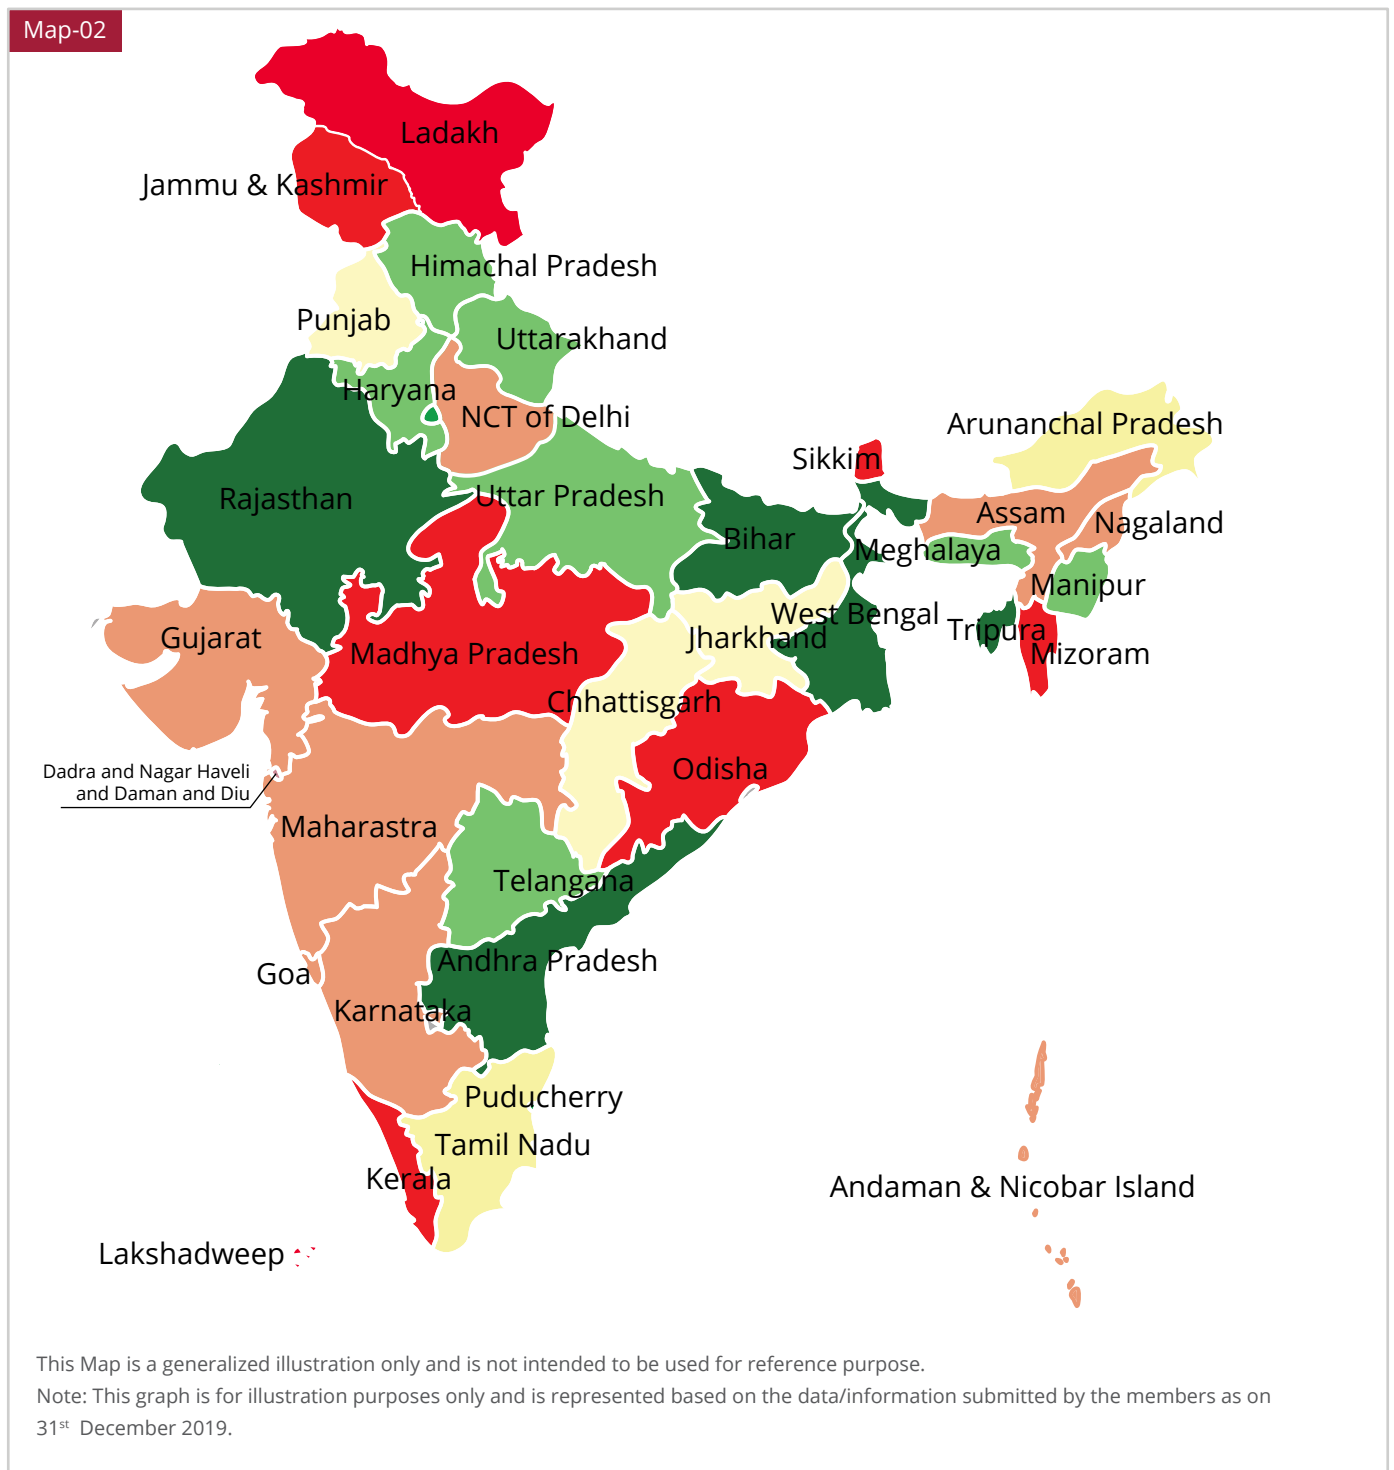 Map-02
Ladakh
Jammu & Kashmir
Himachal Pradesh
Punjab
Uttarakhand
Haryana
NCT of Delhi
Arunanchal Pradesh
Sikkim
Rajasthan
Uttar Pradesh
Assam
Nagaland
Bihar
Meghalaya
Manipur
West Bengal
Tripura
Gujarat
Jharkhand
Madhya Pradesh
Mizoram
Chhattisgarh
Odisha
Dadra and Nagar Haveli
and Daman and Diu
Maharastra
Telangana
Andhra Pradesh
Goa
Karnataka
Puducherry
Tamil Nadu
Kerala
Andaman & Nicobar Island
Lakshadweep
This Map is a generalized illustration only and is not intended to be used for reference purpose.
Note: This graph is for illustration purposes only and is represented based on the data/information submitted by the members as on
31st December 2019.